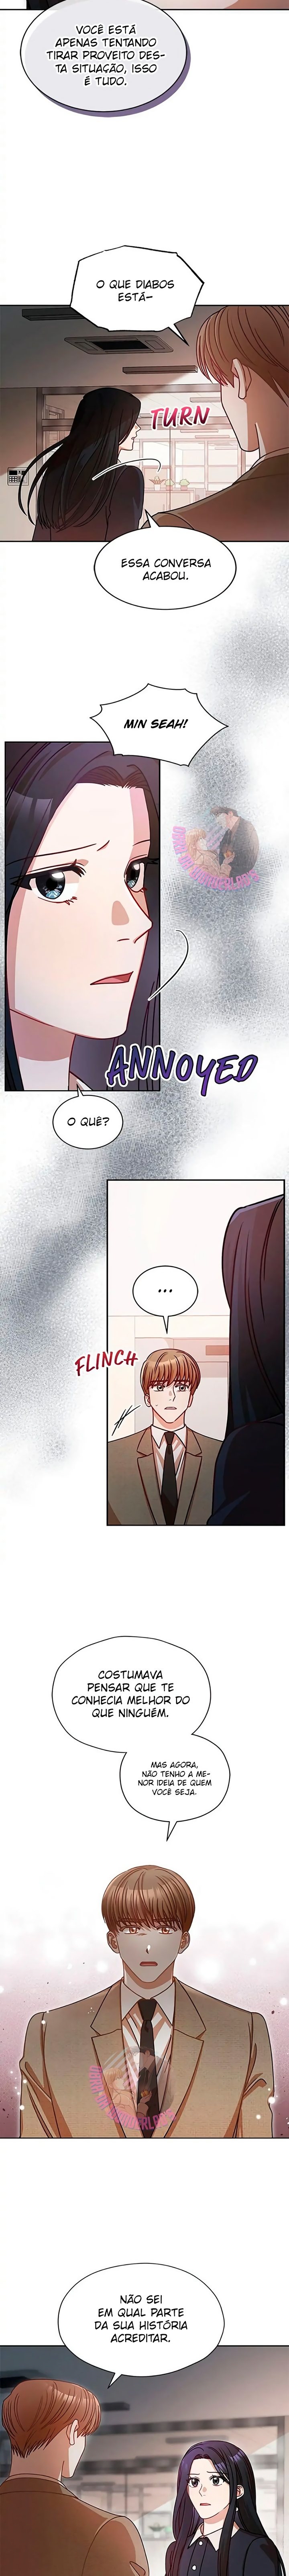 VOCÊ ESTÁ
APENAS TENTANDO
TIRAR PROVEITO DES-
TA SITUAÇÃO, ISSO
É TUDO.
O QUE DIABOS
ESTÁ-
TURN
ESSA CONVERSA
ACABOU.
MIN SEAH!
ANNOYED
O QUÊ?
...
FLINCH
COSTUMAVA
PENSAR QUE TE
CONHECIA MELHOR DO
QUE NINGUÉM.
MAS AGORA,
NÃO TENHO A ME-
NOR IDEIA DE QUEM
VOCÊ SEJA.
NÃO SEI
EM QUAL PARTE
DA SUA HISTÓRIA
ACREDITAR.